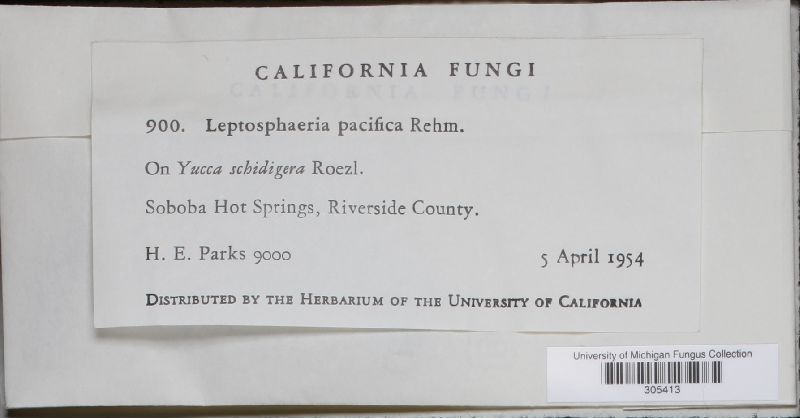 CALIFORNIA FUNGI
900. Leptosphaeria pacifica Rehm.
On Yucca schidigera Roezl.
Soboba Hot Springs, Riverside County.
H. E. Parks 9000 5 April 1954
DISTRIBUTED BY THE HERBARIUM OF THE UNIVERSITY OF CALIFORNIA
University of Michigan Fungus Collection
305413